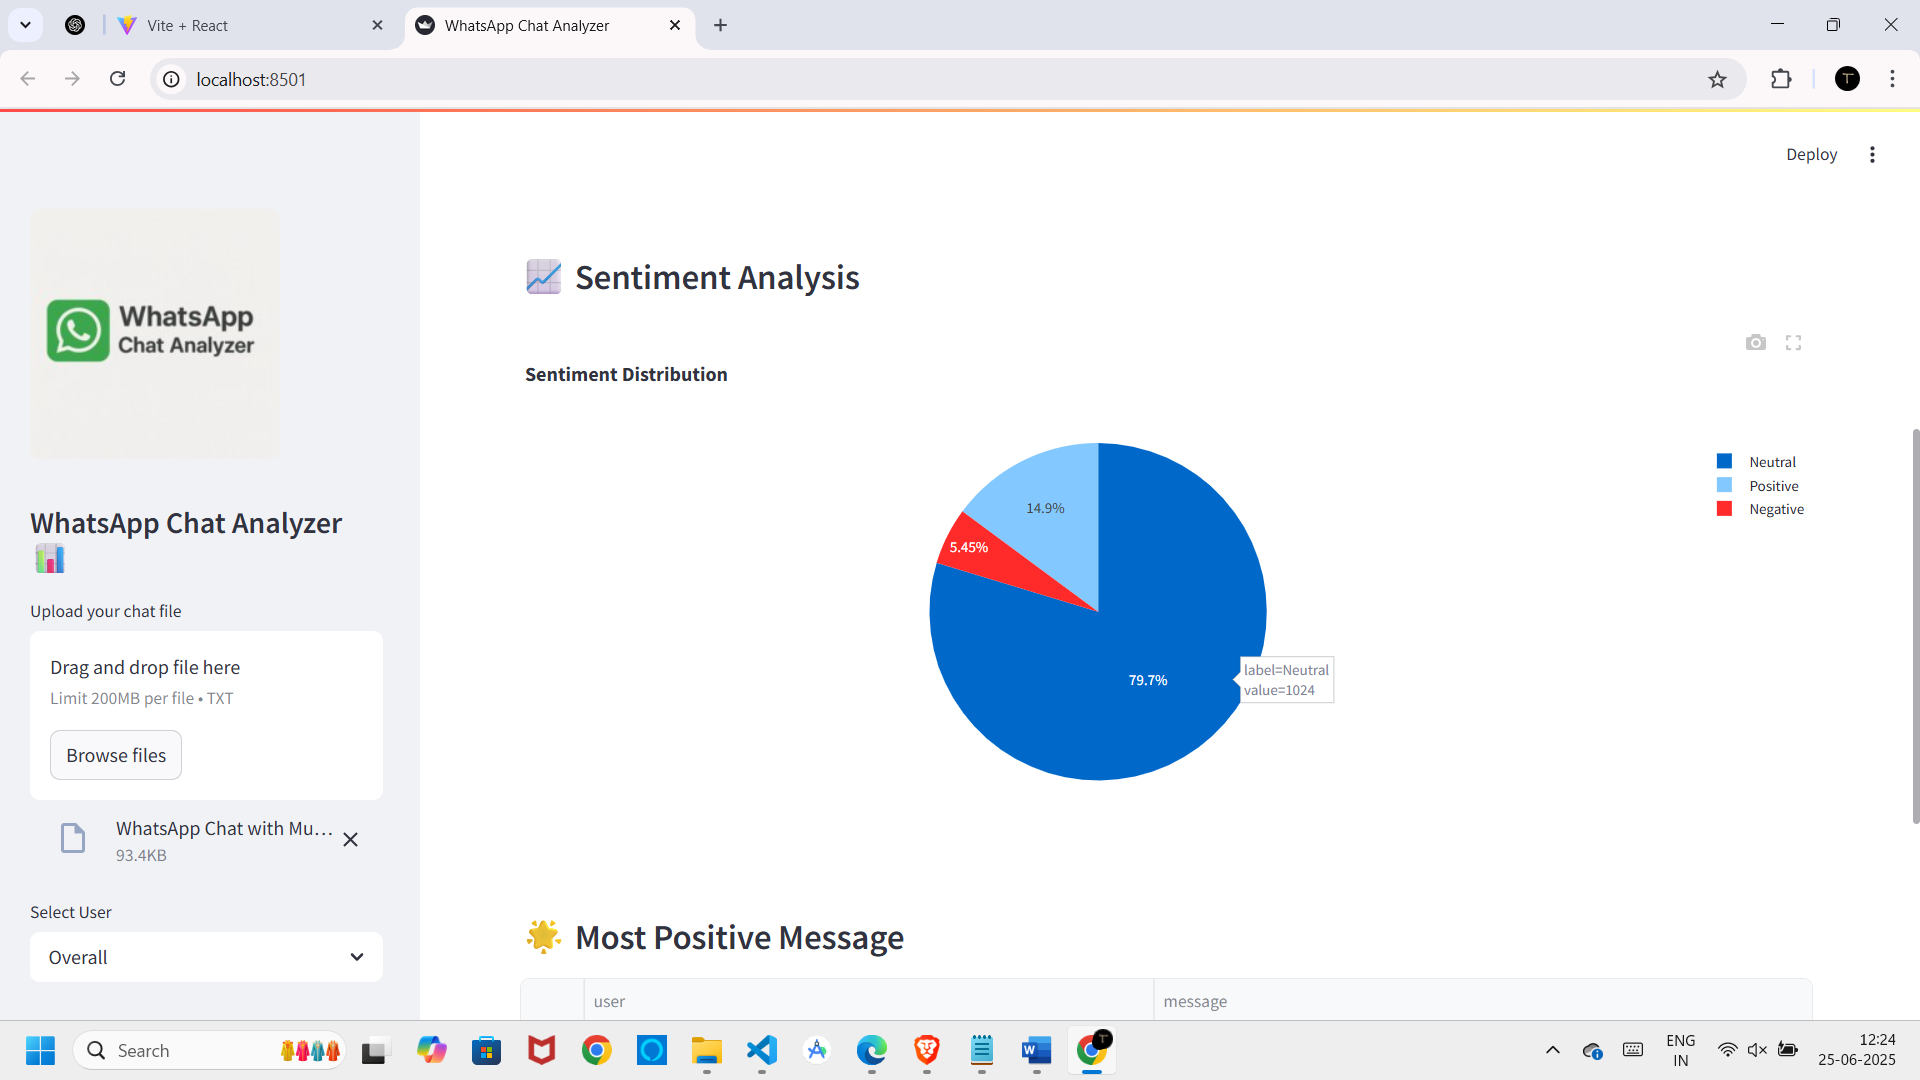 Vite + React
WhatsApp Chat Analyzer
localhost:8501
T
Deploy
WhatsApp
Chat Analyzer
WhatsApp Chat Analyzer
Upload your chat file
Drag and drop file here
Limit 200MB per file • TXT
Browse files
WhatsApp Chat with Mu...
93.4KB
Select User
Overall
Sentiment Analysis
Sentiment Distribution
14.9%
5.45%
79.7%
label=Neutral
value=1024
Neutral
Positive
Negative
Most Positive Message
user
message
Search
W
T
ENG
IN
12:24
25-06-2025